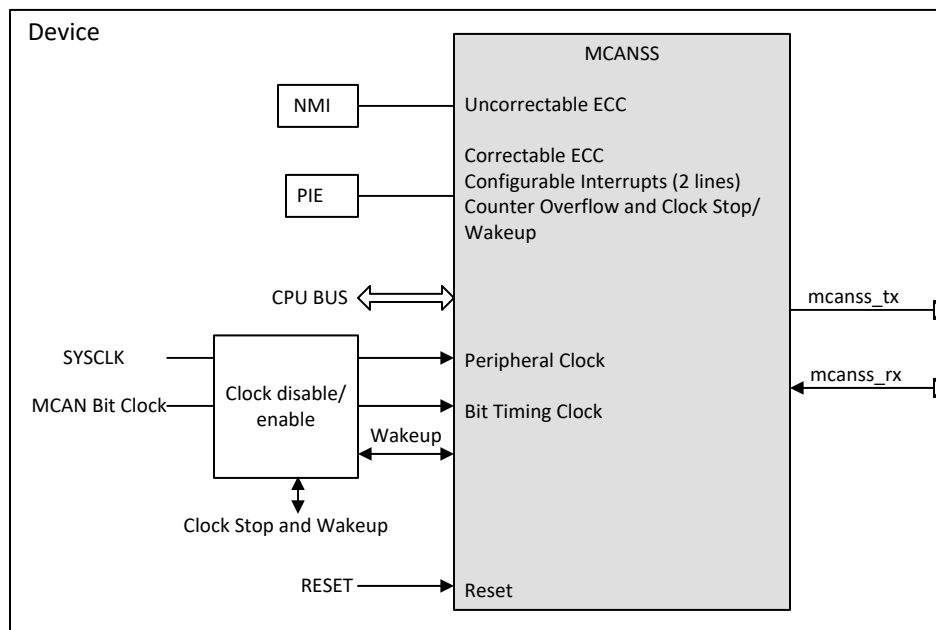 Device
MCANSS
NMI
Uncorrectable ECC
Correctable ECC
PIE
Configurable Interrupts (2 lines)
Counter Overflow and Clock Stop/
Wakeup
CPU BUS
mcanss_tx
SYSCLK
Peripheral Clock
mcanss_rx
Clock disable/
enable
MCAN Bit Clock
Bit Timing Clock
Wakeup
Clock Stop and Wakeup
RESET
Reset